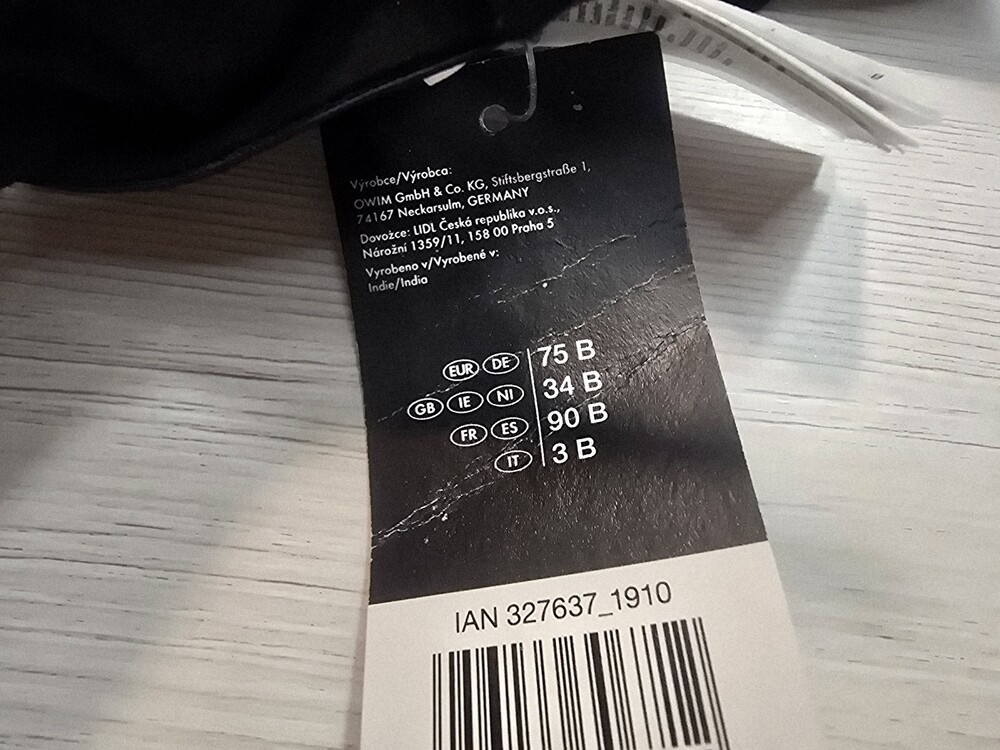 Výrobce/Výrobca:
OWIM GmbH & Co. KG, Stiftsbergstraße 1,
74167 Neckarsulm, GERMANY
Dovozce: LIDL Česká republika v.o.s.,
Nárožní 1359/11, 158 00 Praha 5
Vyrobeno v/Vyrobené v:
Indie/India
EUR DE 75 B
GB IE NI 34 B
FR ES 90 B
IT 3 B
IAN 327637_1910